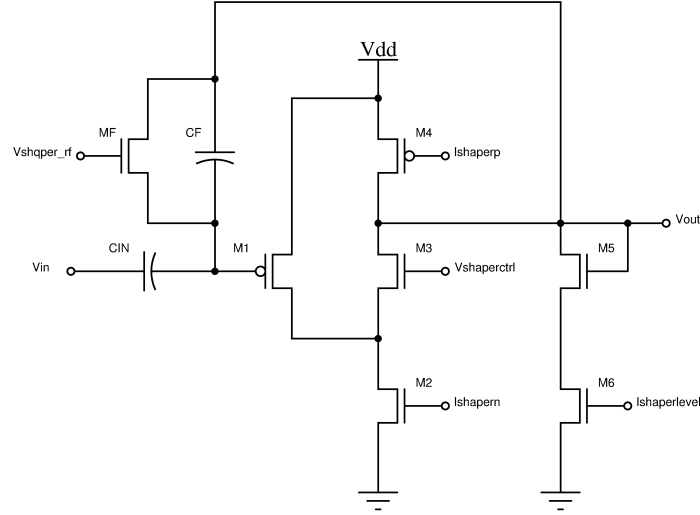 Vdd
MF
CF
M4
Vshqper_rf
Ishaperp
Vout
CIN
M1
M3
M5
Vin
Vshaperctrl
M2
M6
Ishapern
Ishaperlevel